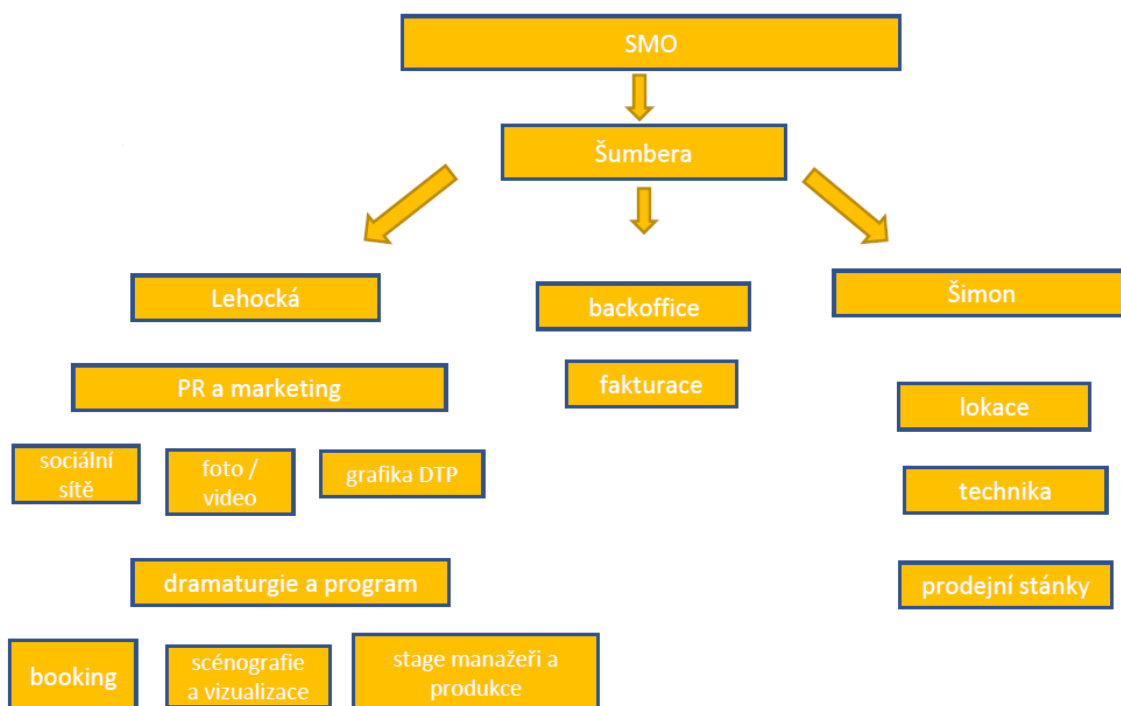 SMO
Šumbera
Lehocká
backoffice
Šimon
PR a marketing
fakturace
lokace
sociální
sítě
foto /
video
grafika DTP
technika
dramaturgie a program
prodejní stánky
booking
scénografie
a vizualizace
stage manažeři a
produkce